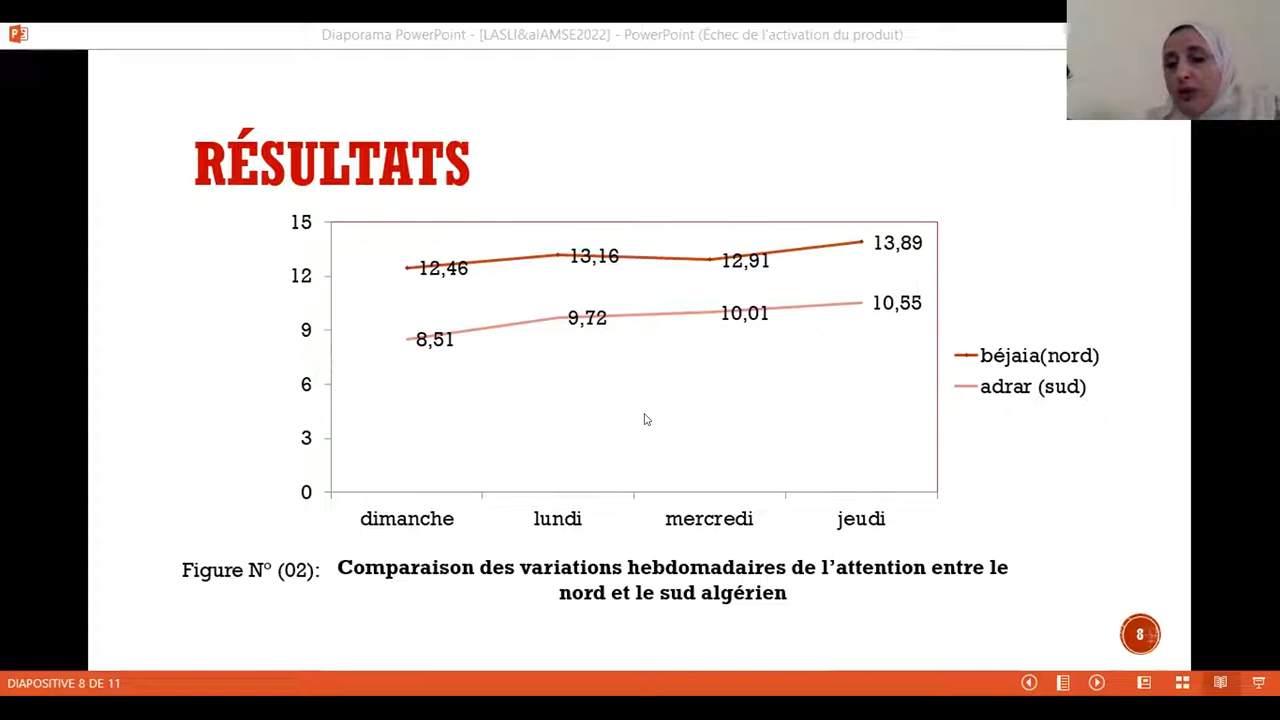 Diaporama PowerPoint - [LASLI&alAMSE2022] - PowerPoint (Échec de l'activation du produit)
RÉSULTATS
15
12
9
6
3
0
12,46
13,16
12,91
13,89
8,51
9,72
10,01
10,55
béjaia(nord)
adrar (sud)
dimanche lundi mercredi jeudi
Figure N° (02): Comparaison des variations hebdomadaires de l'attention entre le
nord et le sud algérien
8
DIAPOSITIVE 8 DE 11